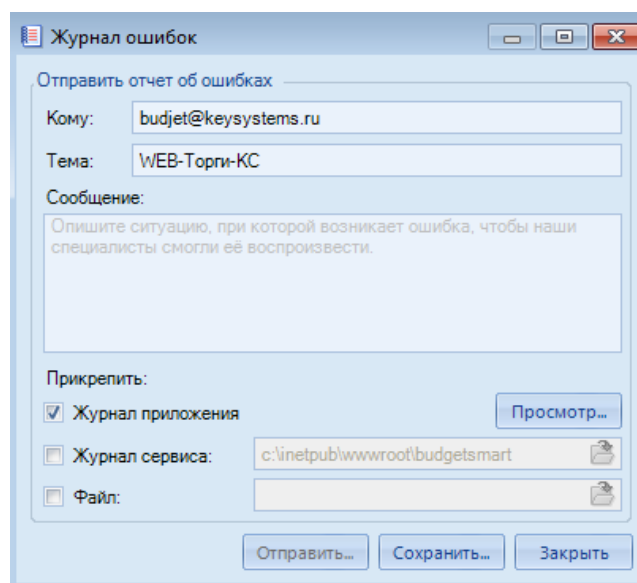 Журнал ошибок
Отправить отчет об ошибках
Кому: budjet@keysystems.ru
Тема: WEB-Торги-КС
Сообщение:
Опишите ситуацию, при которой возникает ошибка, чтобы наши
специалисты смогли её воспроизвести.
Прикрепить:
Журнал приложения Просмотр...
Журнал сервиса: c:\inetpub\wwwroot\budgetsmart
Файл:
Отправить... Сохранить... Закрыть